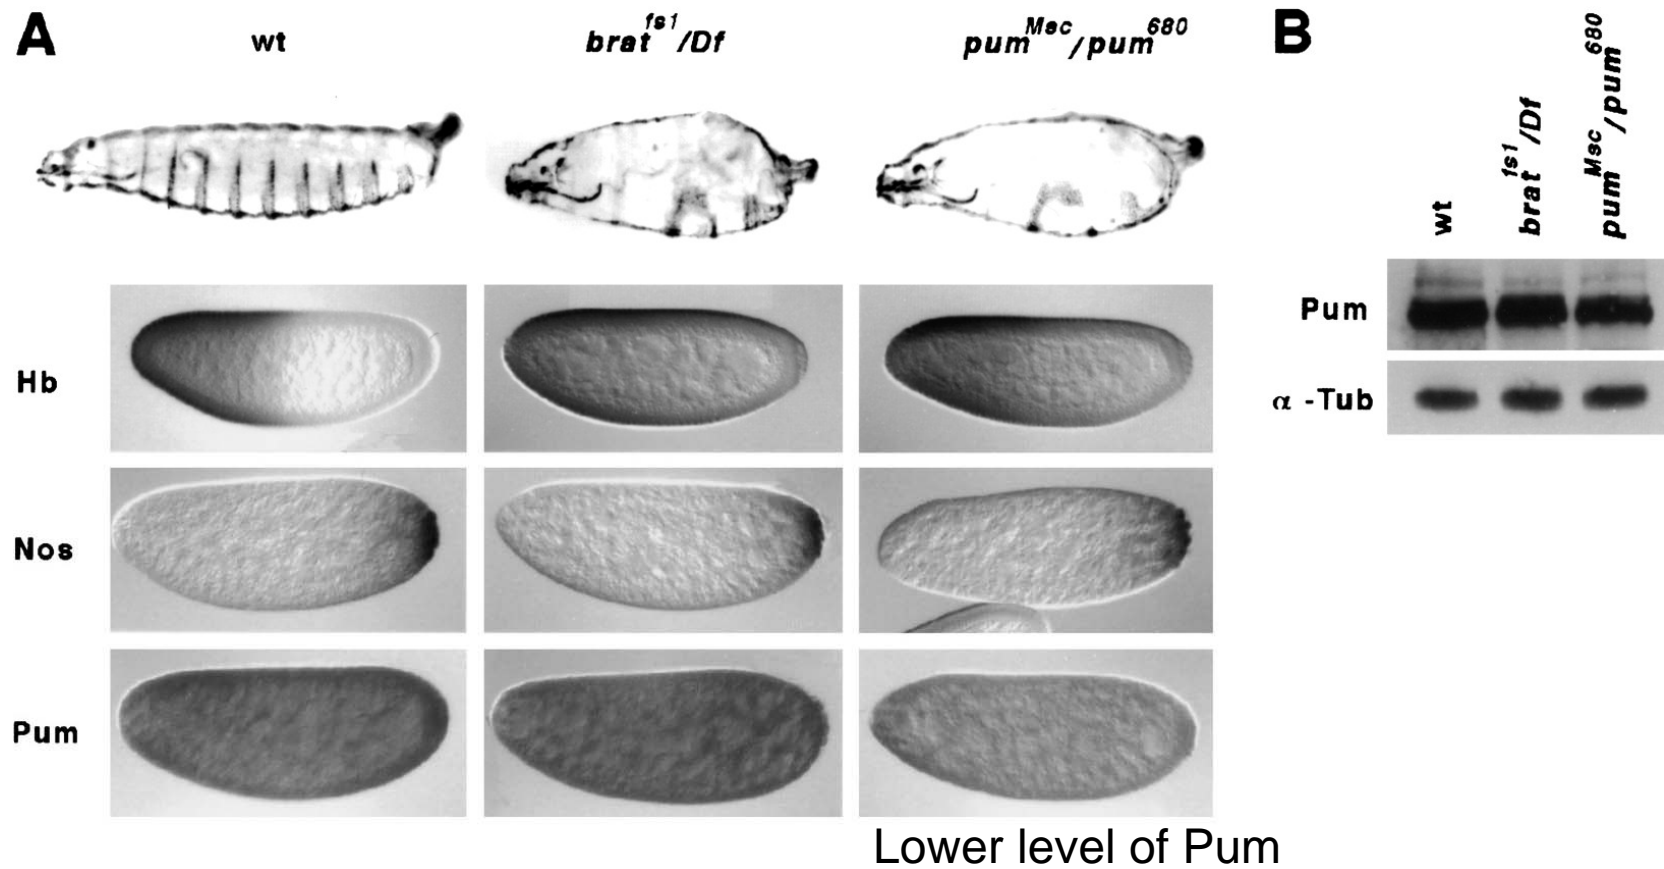 A
wt
brat^fs1/Df
pum^Msc/pum^680
Hb
Nos
Pum
Lower level of Pum
B
wt
brat^fs1/Df
pum^Msc/pum^680
Pum
α -Tub